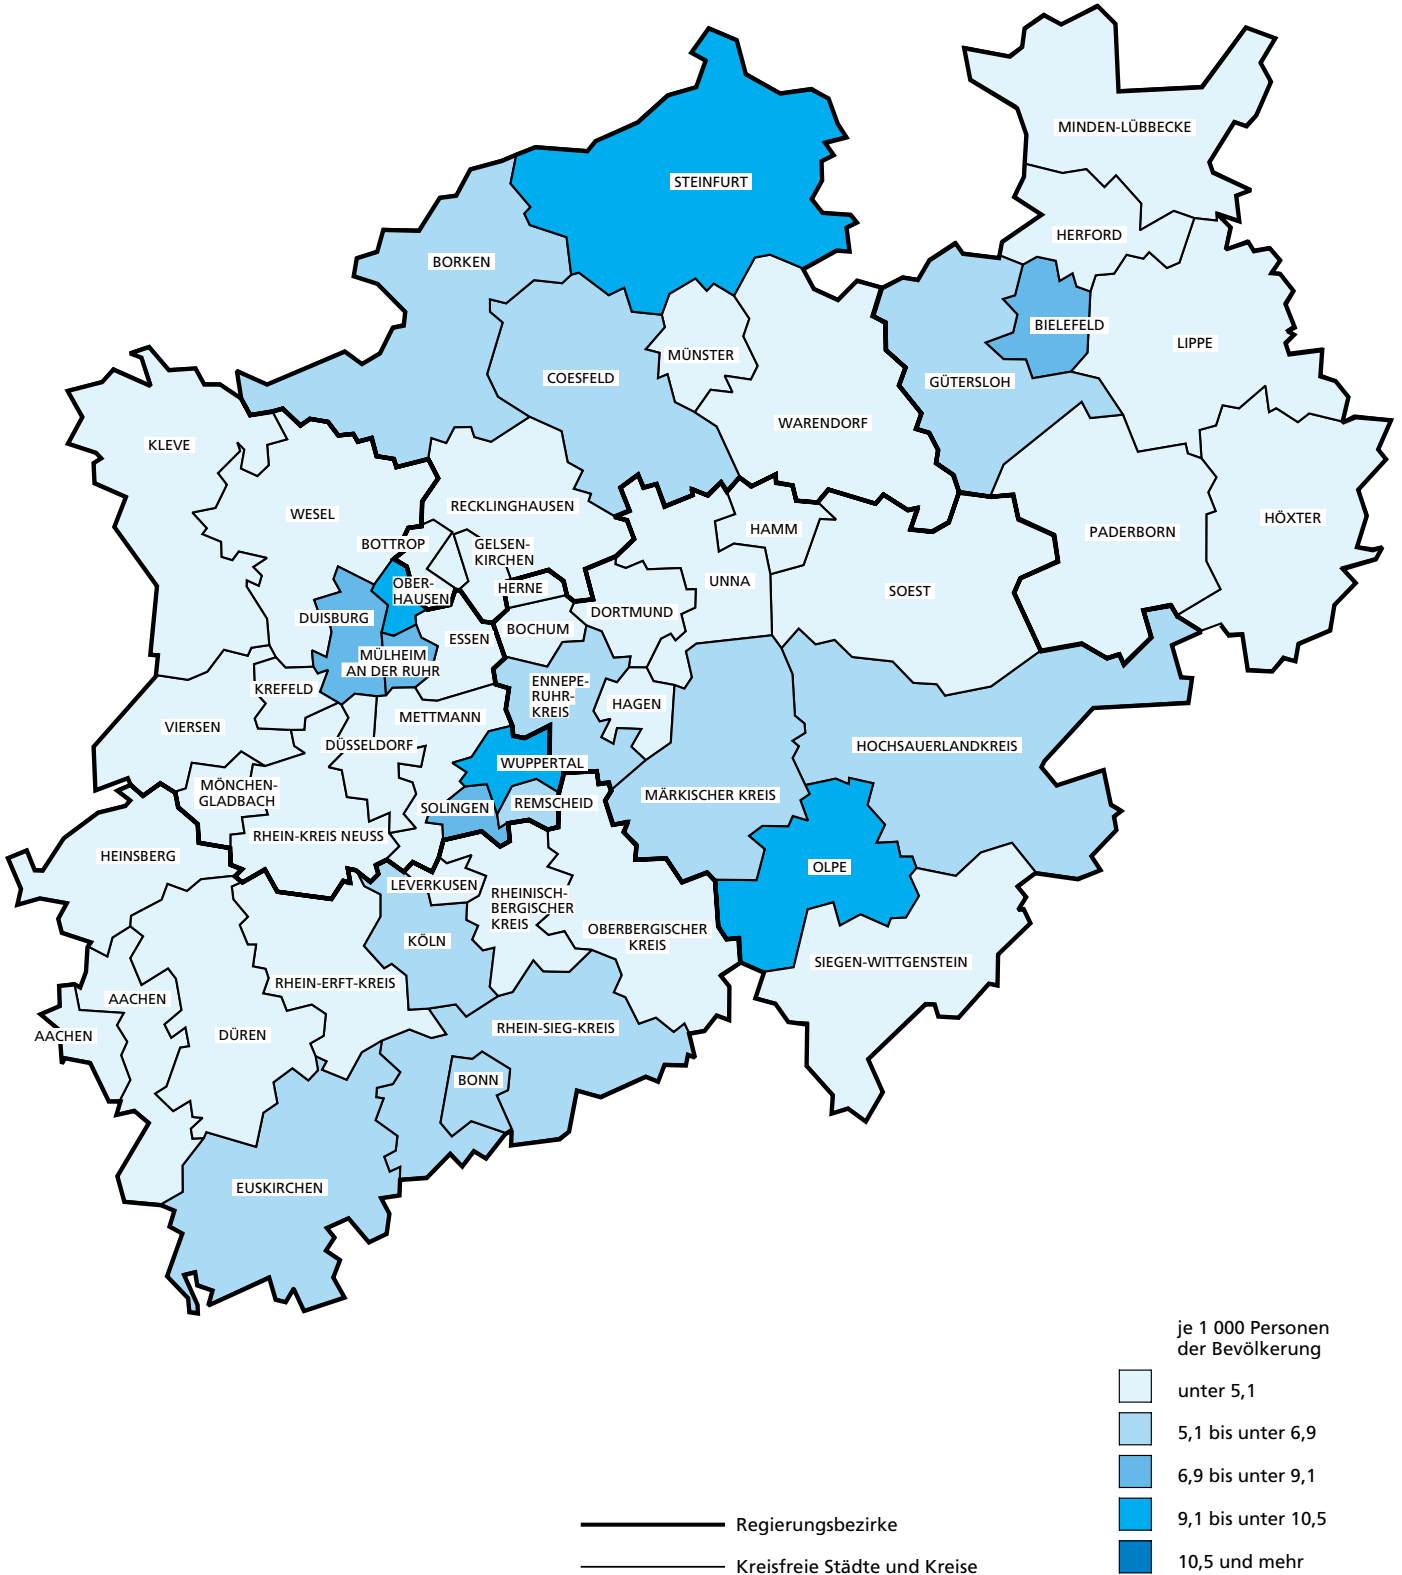 MINDEN-LÜBBECKE
STEINFURT
HERFORD
BORKEN
BIELEFELD
LIPPE
MÜNSTER
COESFELD
GÜTERSLOH
WARENDORF
KLEVE
RECKLINGHAUSEN
WESEL
HÖXTER
HAMM
PADERBORN
BOTTROP
GELSEN-
KIRCHEN
OBER-
HAUSEN
HERNE
UNNA
SOEST
DORTMUND
DUISBURG
BOCHUM
ESSEN
MÜLHEIM
AN DER RUHR
ENNEPE-
RUHR-
KREIS
KREFELD
HAGEN
METTMANN
VIERSEN
DÜSSELDORF
HOCHSAUERLANDKREIS
WUPPERTAL
MÖNCHEN-
GLADBACH
MÄRKISCHER KREIS
REMSCHEID
SOLINGEN
RHEIN-KREIS NEUSS
HEINSBERG
OLPE
LEVERKUSEN
RHEINISCH-
BERGISCHER
KREIS
OBERBERGISCHER
KREIS
KÖLN
SIEGEN-WITTGENSTEIN
RHEIN-ERFT-KREIS
AACHEN
RHEIN-SIEG-KREIS
AACHEN
DÜREN
BONN
EUSKIRCHEN
je 1 000 Personen
der Bevölkerung
unter 5,1
5,1 bis unter 6,9
6,9 bis unter 9,1
9,1 bis unter 10,5
10,5 und mehr
Regierungsbezirke
Kreisfreie Städte und Kreise